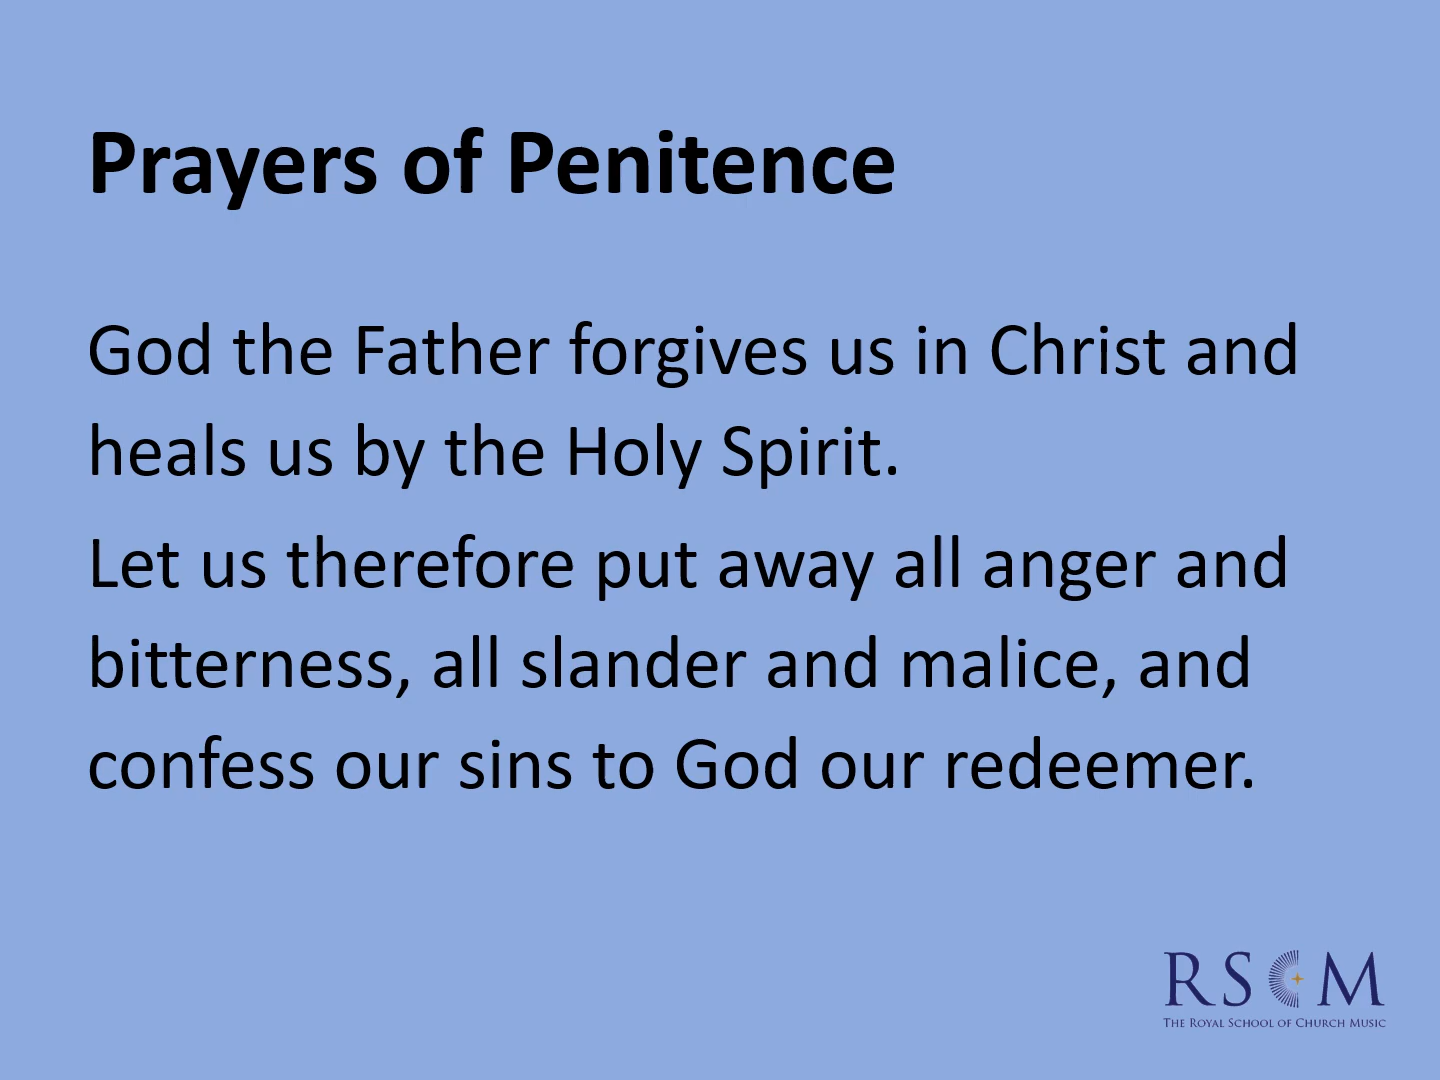 Prayers of Penitence
God the Father forgives us in Christ and
heals us by the Holy Spirit.
Let us therefore put away all anger and
bitterness, all slander and malice, and
confess our sins to God our redeemer.
RSCM
The Royal School of Church Music